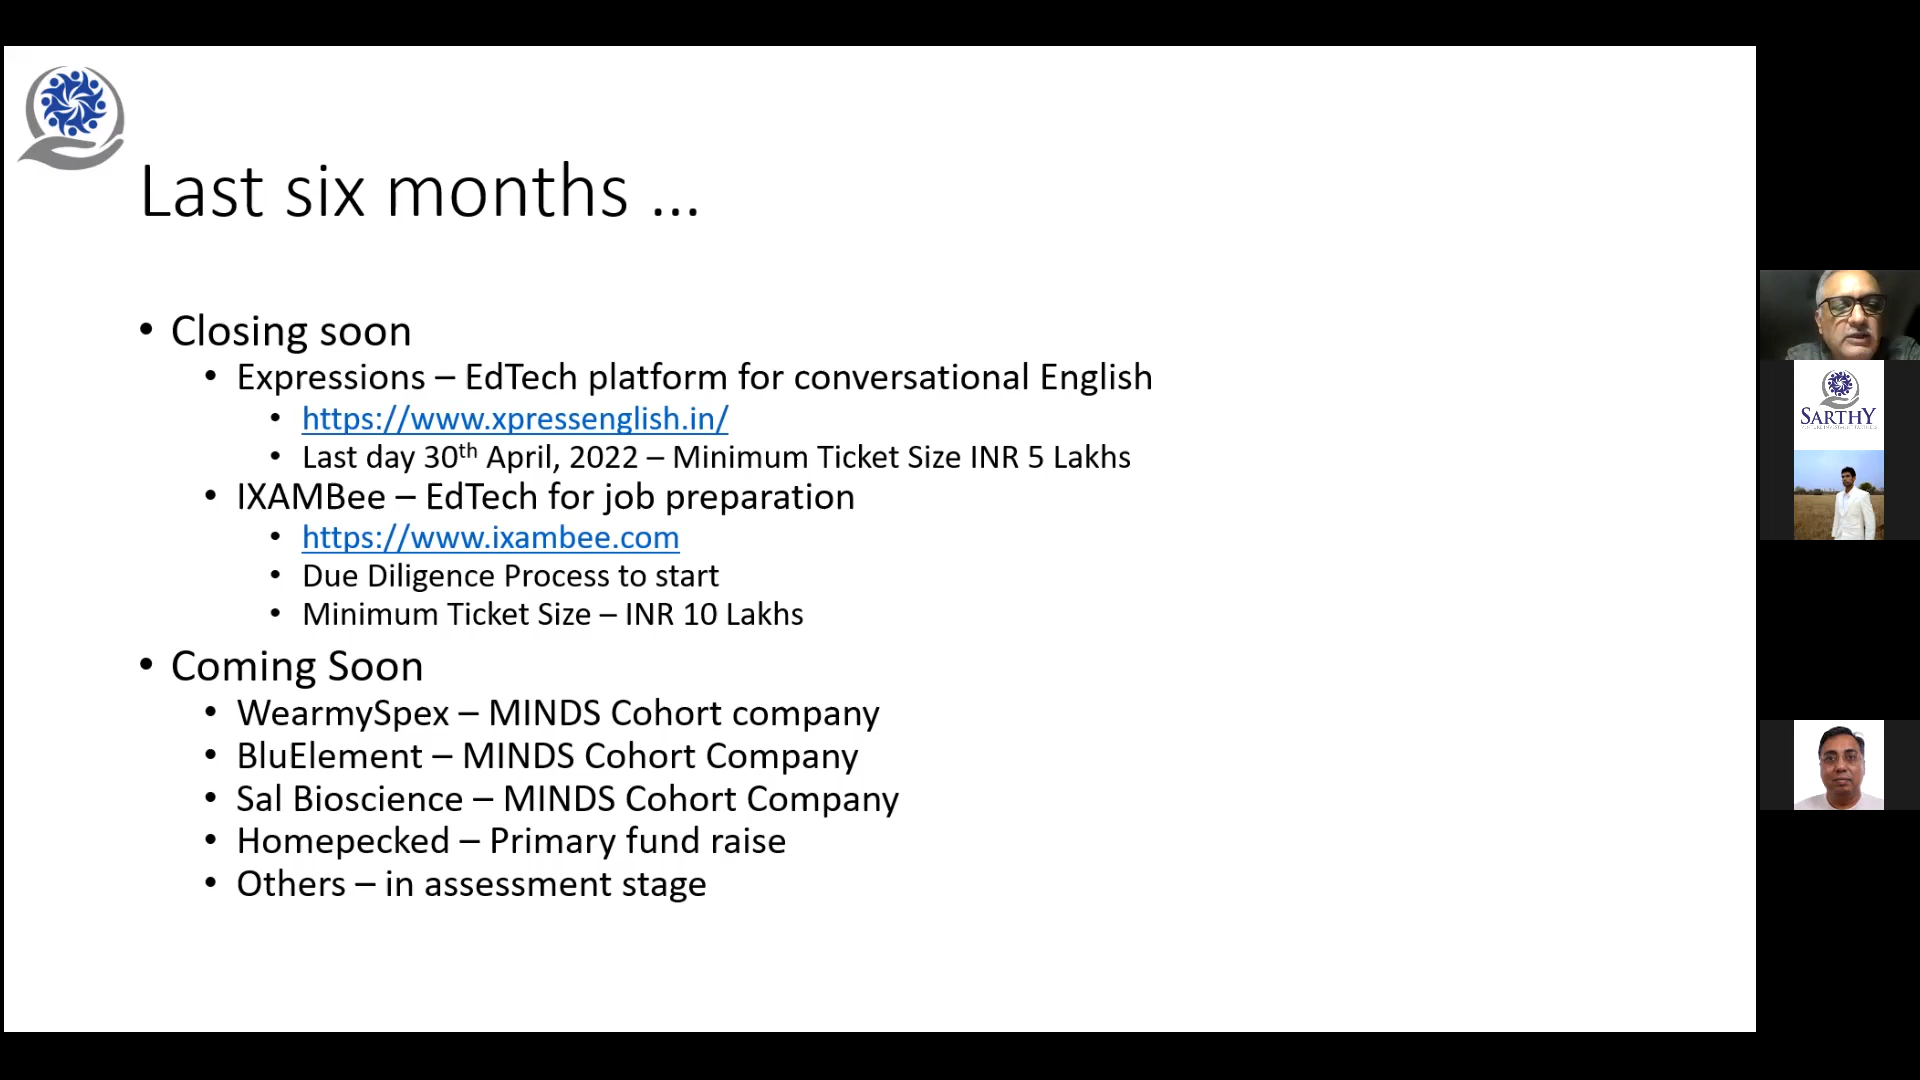 Last six months ...
• Closing soon
• Expressions – EdTech platform for conversational English
• https://www.xpressenglish.in/
• Last day 30th April, 2022 – Minimum Ticket Size INR 5 Lakhs
• IXAMBee – EdTech for job preparation
• https://www.ixambee.com
• Due Diligence Process to start
• Minimum Ticket Size – INR 10 Lakhs
• Coming Soon
• WearmySpex – MINDS Cohort company
• BluElement – MINDS Cohort Company
• Sal Bioscience – MINDS Cohort Company
• Homepecked – Primary fund raise
• Others – in assessment stage
SARTHY